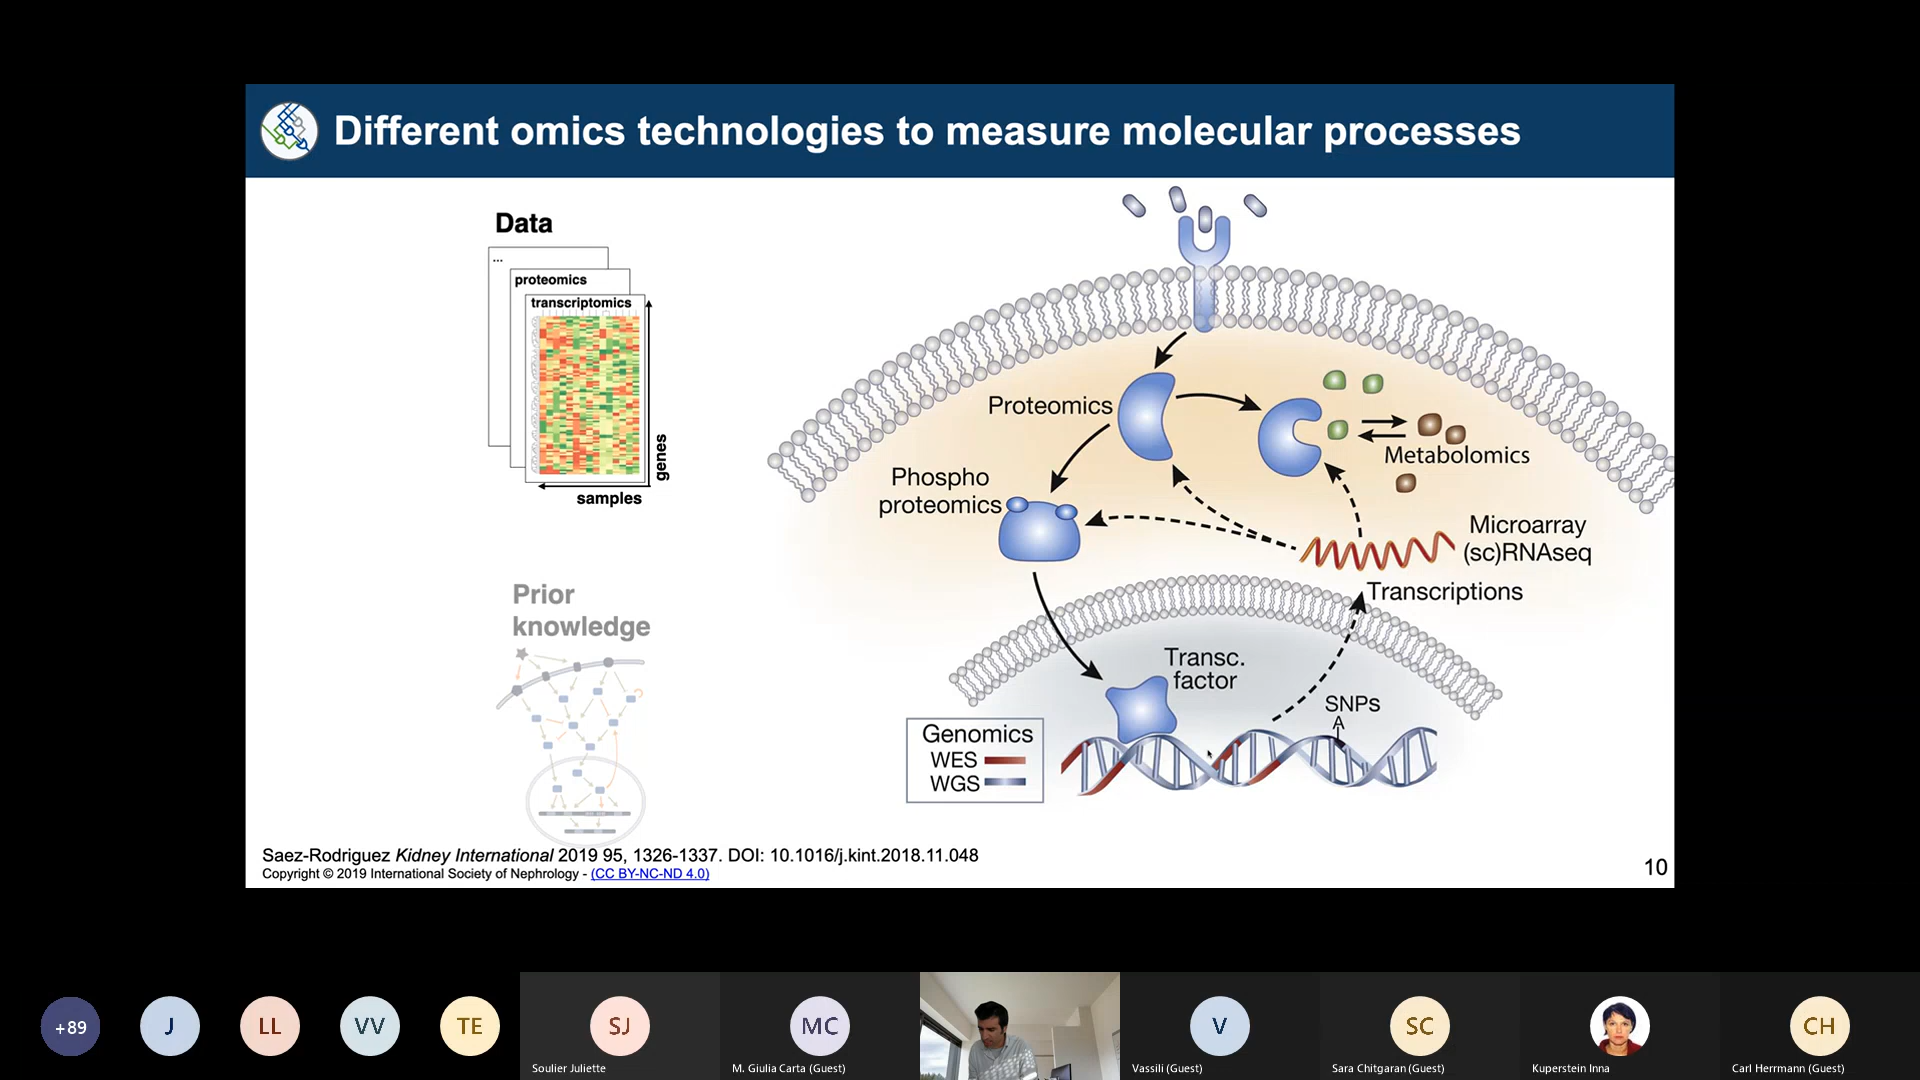 Different omics technologies to measure molecular processes
Data
...
proteomics
transcriptomics
genes
samples
Prior
knowledge
Proteomics
Phospho
proteomics
Metabolomics
Microarray
(sc)RNAseq
Transcriptions
Transc.
factor
SNPs
A
Genomics
WES
WGS
Saez-Rodriguez Kidney International 2019 95, 1326-1337. DOI: 10.1016/j.kint.2018.11.048
Copyright © 2019 International Society of Nephrology - (CC BY-NC-ND 4.0)
10
+89
J
LL
VV
TE
SJ
Soulier Juliette
MC
M. Giulia Carta (Guest)
V
Vassili (Guest)
SC
Sara Chitgaran (Guest)
Kuperstein Inna
CH
Carl Herrmann (Guest)